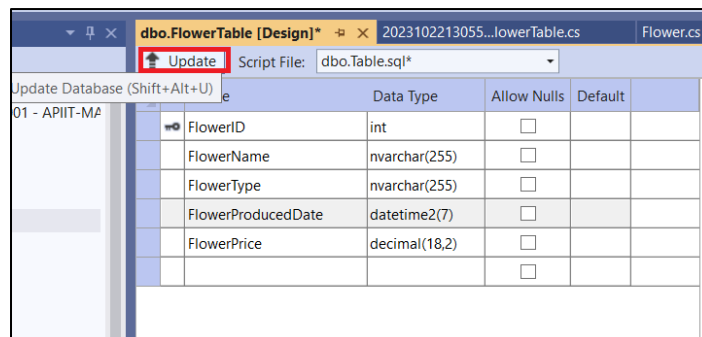 dbo.FlowerTable [Design]* 2023102213055...lowerTable.cs Flower.cs
Update Script File: dbo.Table.sql*
Update Database (Shift+Alt+U)
Data Type Allow Nulls Default
01 - APIIT-MA
FlowerID int
FlowerName nvarchar(255)
FlowerType nvarchar(255)
FlowerProducedDate datetime2(7)
FlowerPrice decimal(18,2)